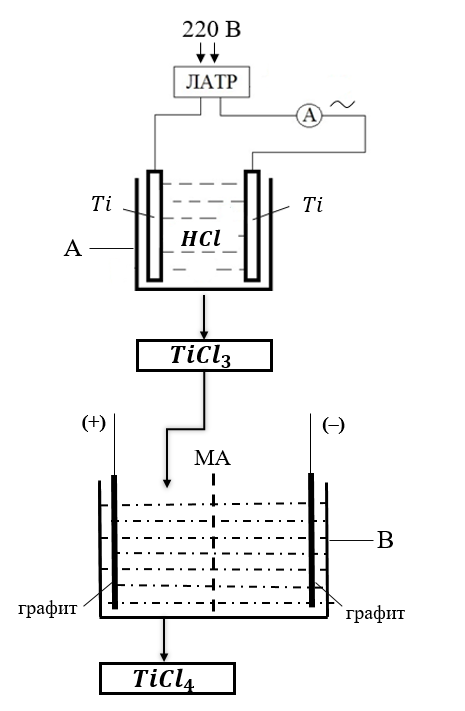 220 В
ЛАТР
А
Ti
Ti
HCl
А
TiCl3
(+)
(–)
МА
В
графит
графит
TiCl4